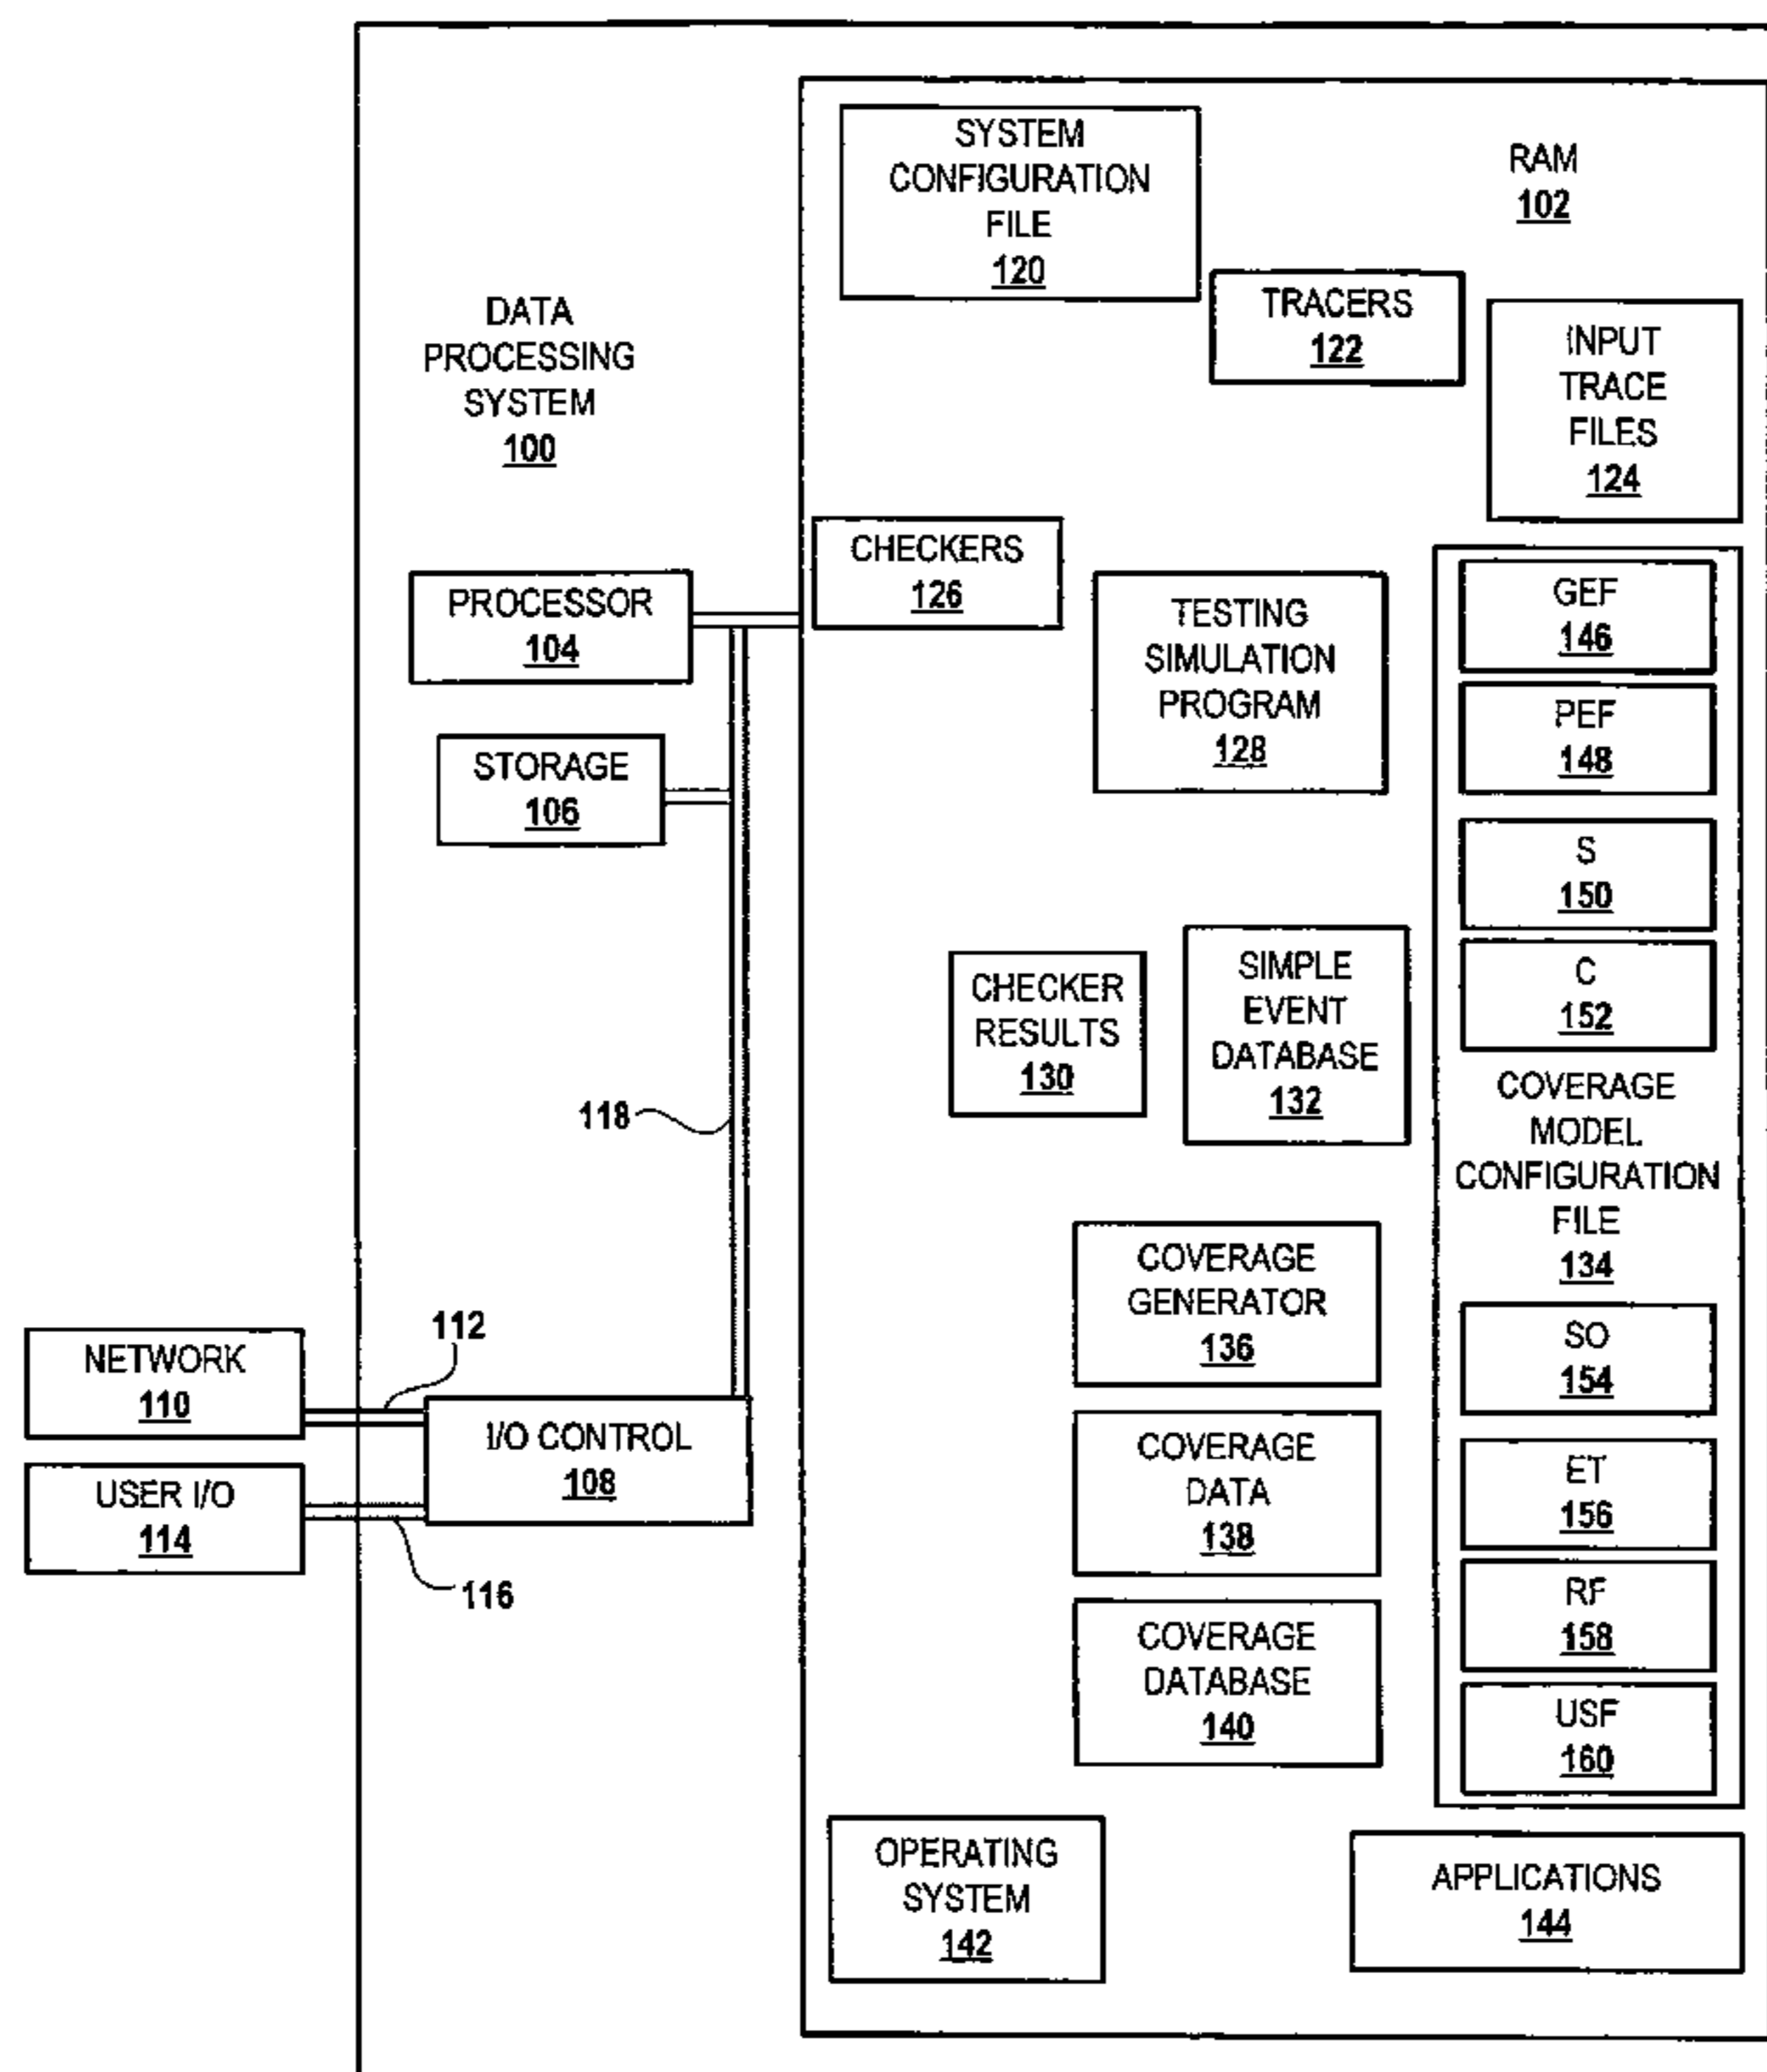 SYSTEM
CONFIGURATION
FILE
120
RAM
102
TRACERS
122
INPUT
TRACE
FILES
124
DATA
PROCESSING
SYSTEM
100
CHECKERS
126
PROCESSOR
104
TESTING
SIMULATION
PROGRAM
128
GEF
146
PEF
148
STORAGE
106
S
150
C
152
CHECKER
RESULTS
130
SIMPLE
EVENT
DATABASE
132
COVERAGE
MODEL
CONFIGURATION
FILE
134
118
COVERAGE
GENERATOR
136
SO
154
NETWORK
110
112
I/O CONTROL
108
USER I/O
114
116
COVERAGE
DATA
138
ET
156
RF
158
COVERAGE
DATABASE
140
USF
160
OPERATING
SYSTEM
142
APPLICATIONS
144